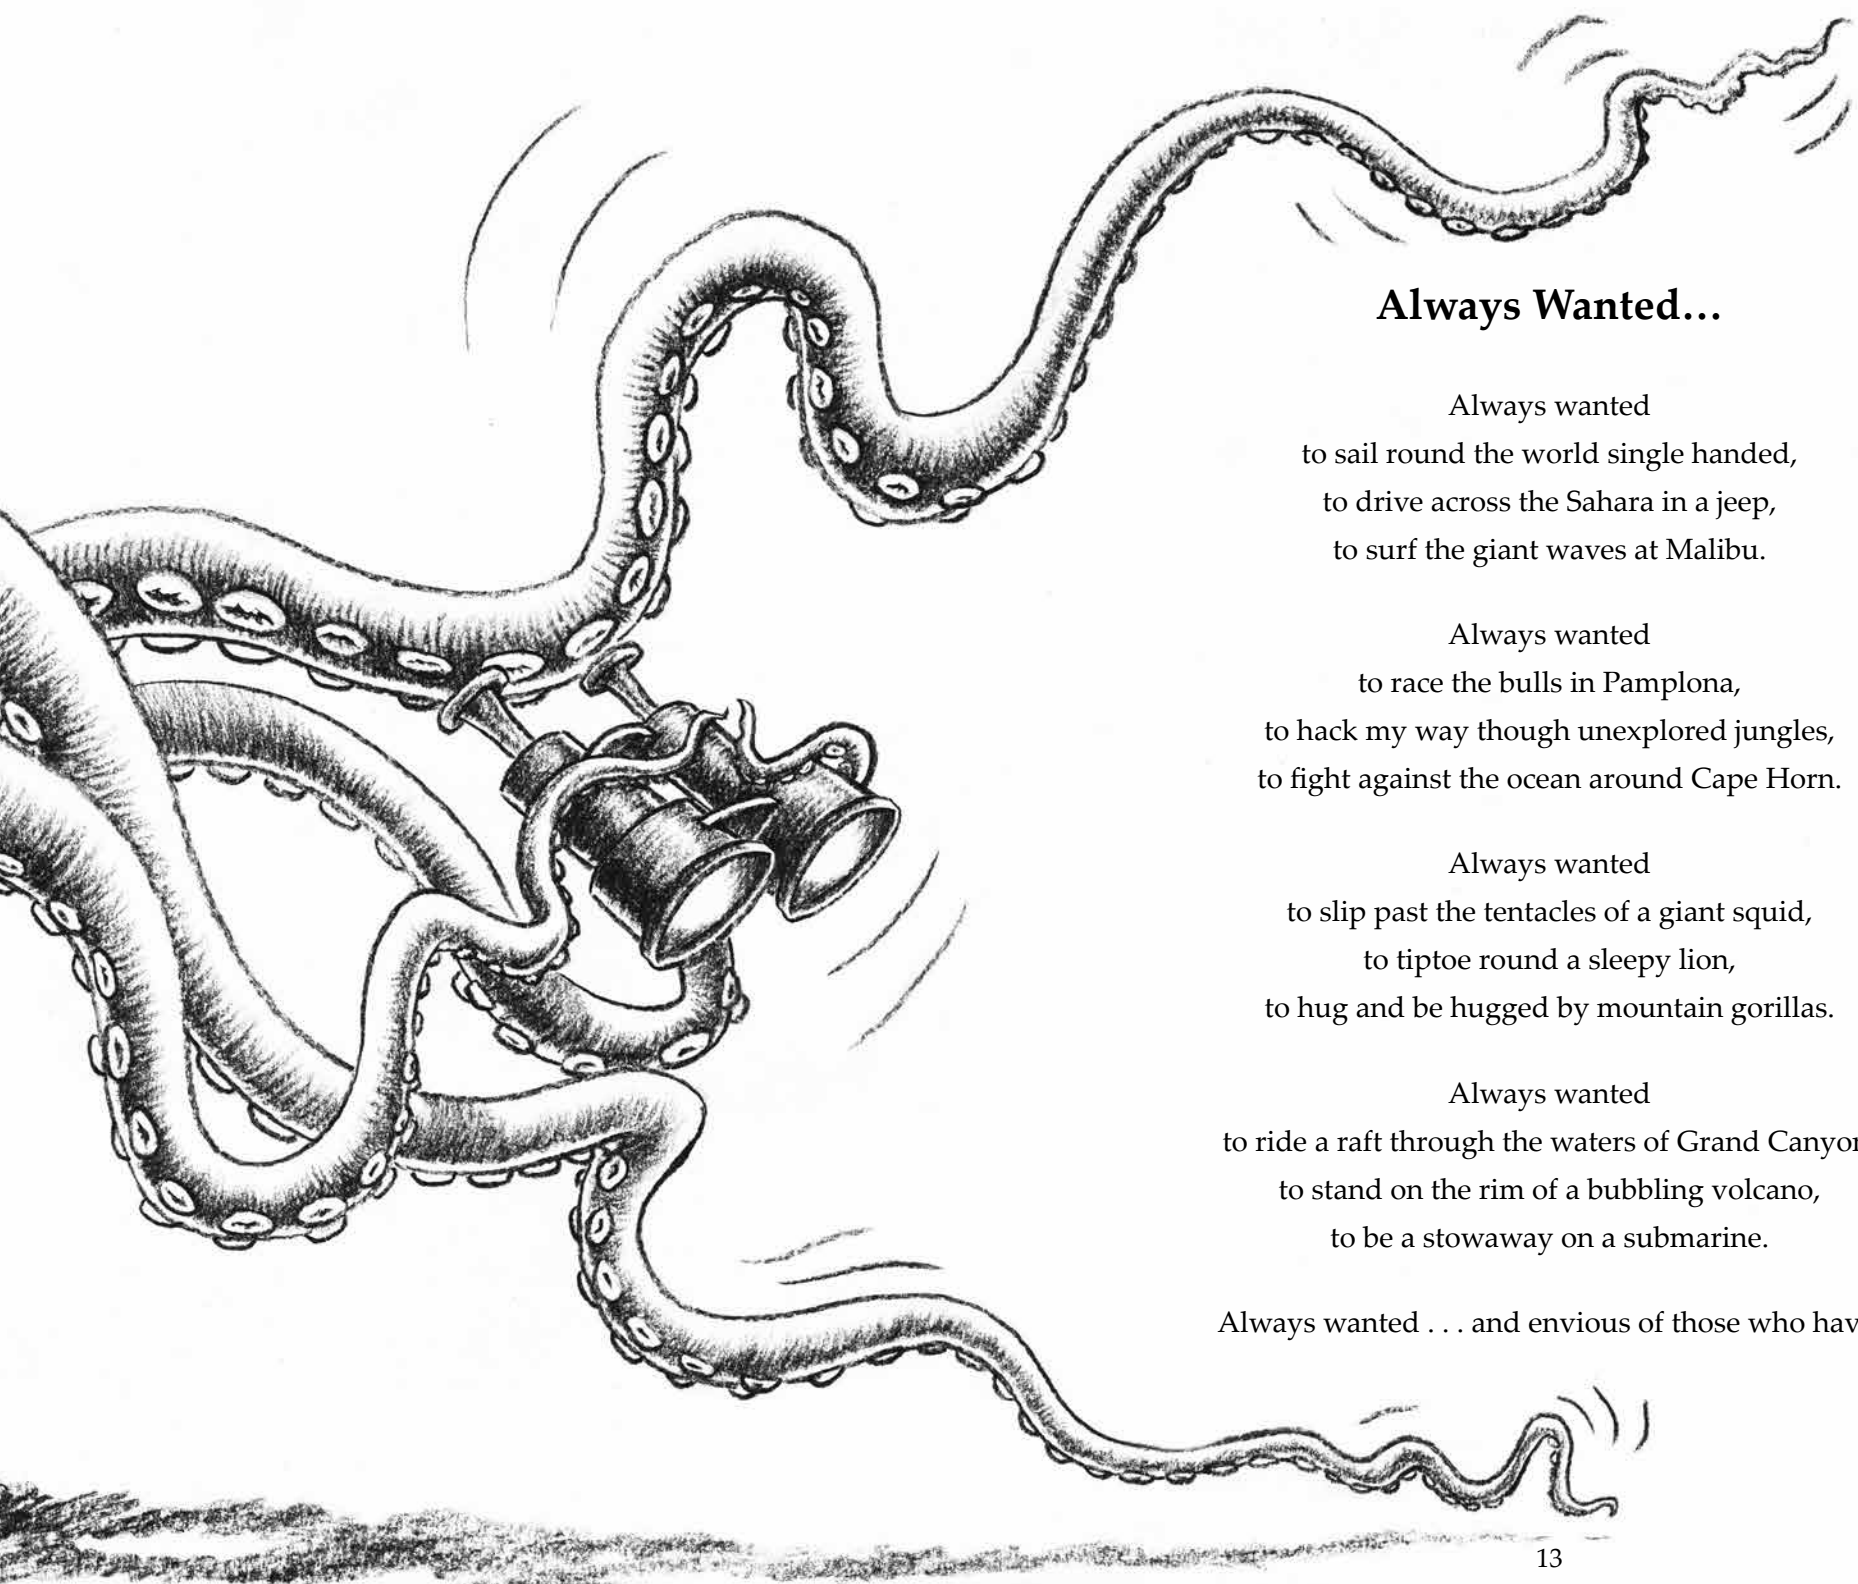 Always Wanted...
Always wanted
to sail round the world single handed,
to drive across the Sahara in a jeep,
to surf the giant waves at Malibu.
Always wanted
to race the bulls in Pamplona,
to hack my way though unexplored jungles,
to fight against the ocean around Cape Horn.
Always wanted
to slip past the tentacles of a giant squid,
to tiptoe round a sleepy lion,
to hug and be hugged by mountain gorillas.
Always wanted
to ride a raft through the waters of Grand Canyon
to stand on the rim of a bubbling volcano,
to be a stowaway on a submarine.
Always wanted . . . and envious of those who hav
13